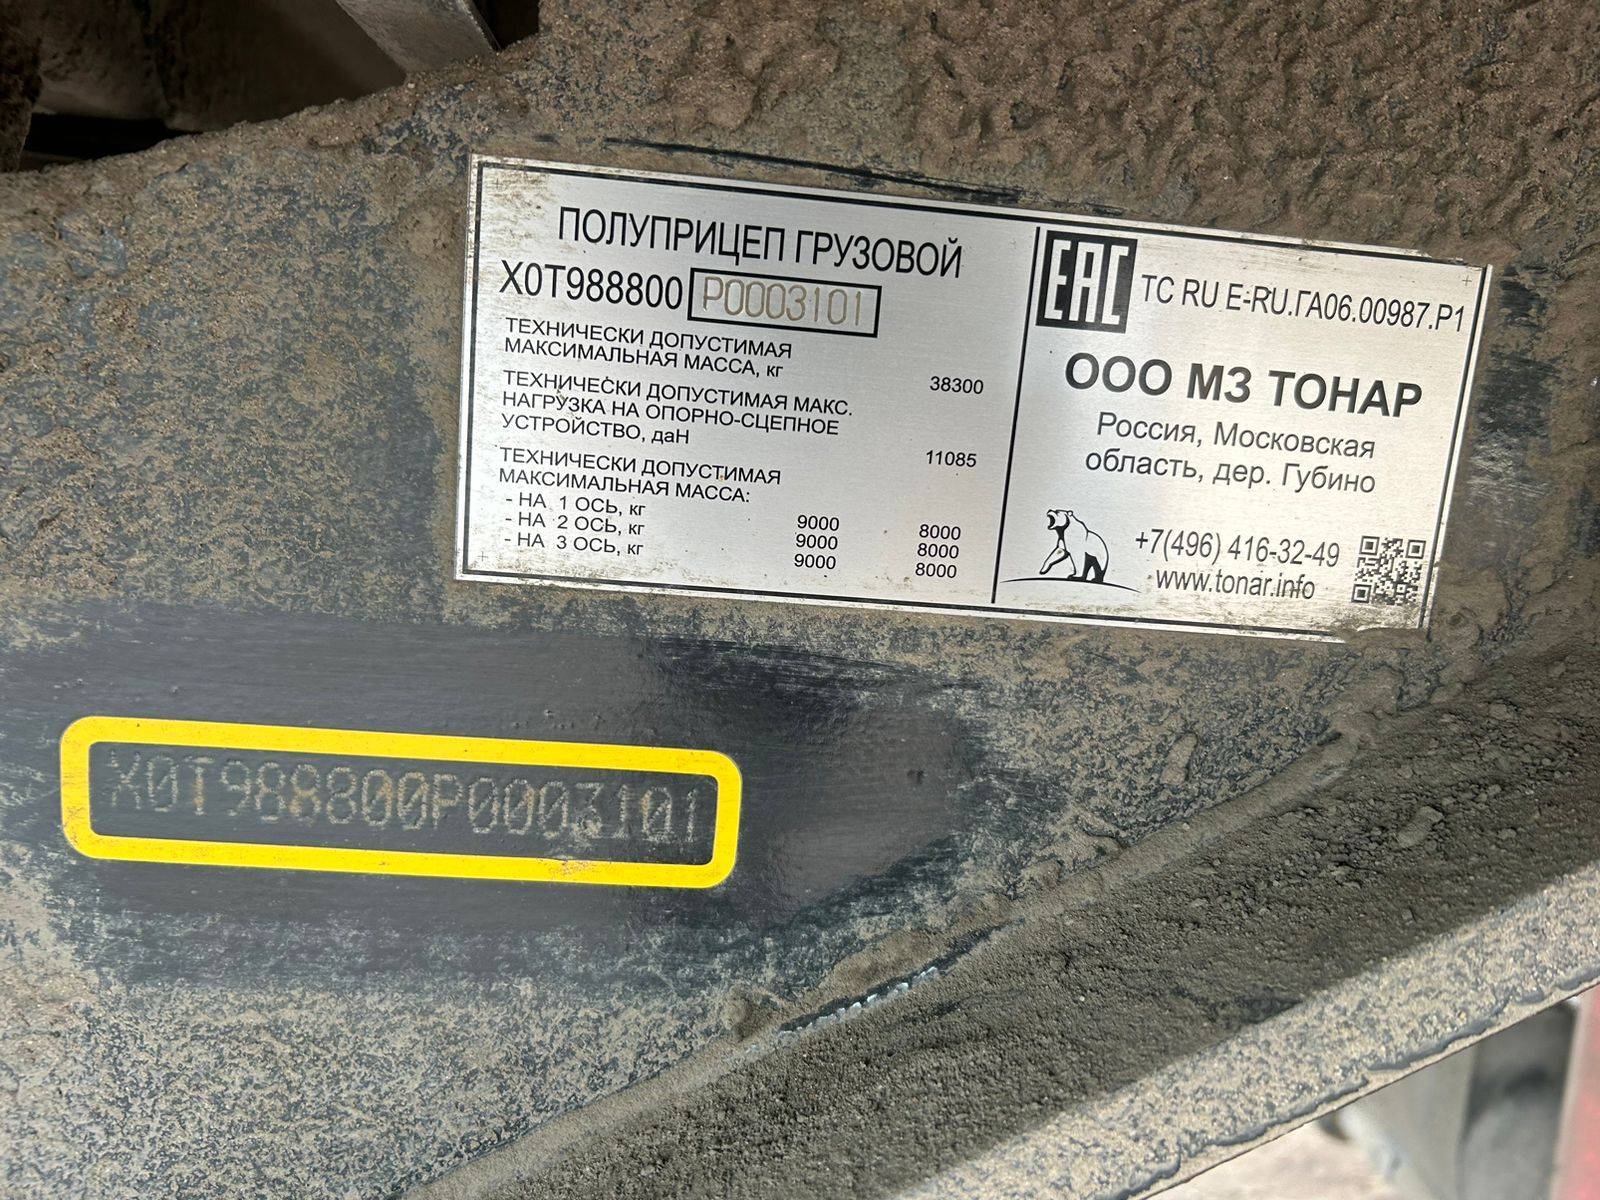 ПОЛУПРИЦЕП ГРУЗОВОЙ
X0T988800 P0003101
ТЕХНИЧЕСКИ ДОПУСТИМАЯ
МАКСИМАЛЬНАЯ МАССА, кг 38300
ТЕХНИЧЕСКИ ДОПУСТИМАЯ МАКС.
НАГРУЗКА НА ОПОРНО-СЦЕПНОЕ
УСТРОЙСТВО, даН 11085
ТЕХНИЧЕСКИ ДОПУСТИМАЯ
МАКСИМАЛЬНАЯ МАССА:
- НА 1 ОСЬ, кг 9000 8000
- НА 2 ОСЬ, кг 9000 8000
- НА 3 ОСЬ, кг 9000 8000
EAC TC RU E-RU.ГА06.00987.P1
ООО МЗ ТОНАР
Россия, Московская
область, дер. Губино
+7(496) 416-32-49
www.tonar.info
X0T988800P0003101